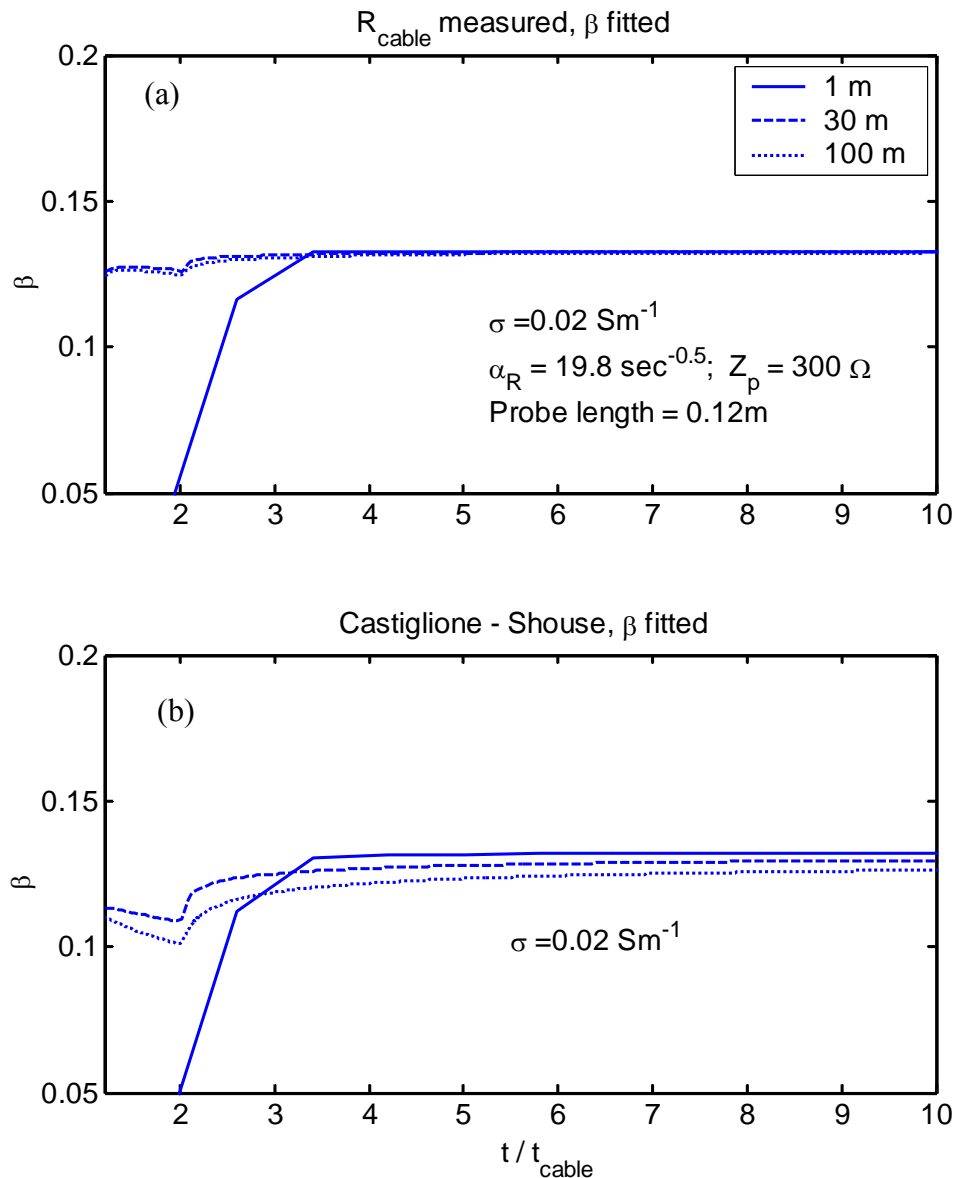 R_cable measured, β fitted
(a)
1 m
30 m
100 m
0.2
0.15
0.1
0.05
β
σ =0.02 Sm^-1
α_R = 19.8 sec^-0.5; Z_p = 300 Ω
Probe length = 0.12m
2 3 4 5 6 7 8 9 10
Castiglione - Shouse, β fitted
(b)
0.2
0.15
0.1
0.05
β
σ =0.02 Sm^-1
2 3 4 5 6 7 8 9 10
t / t_cable